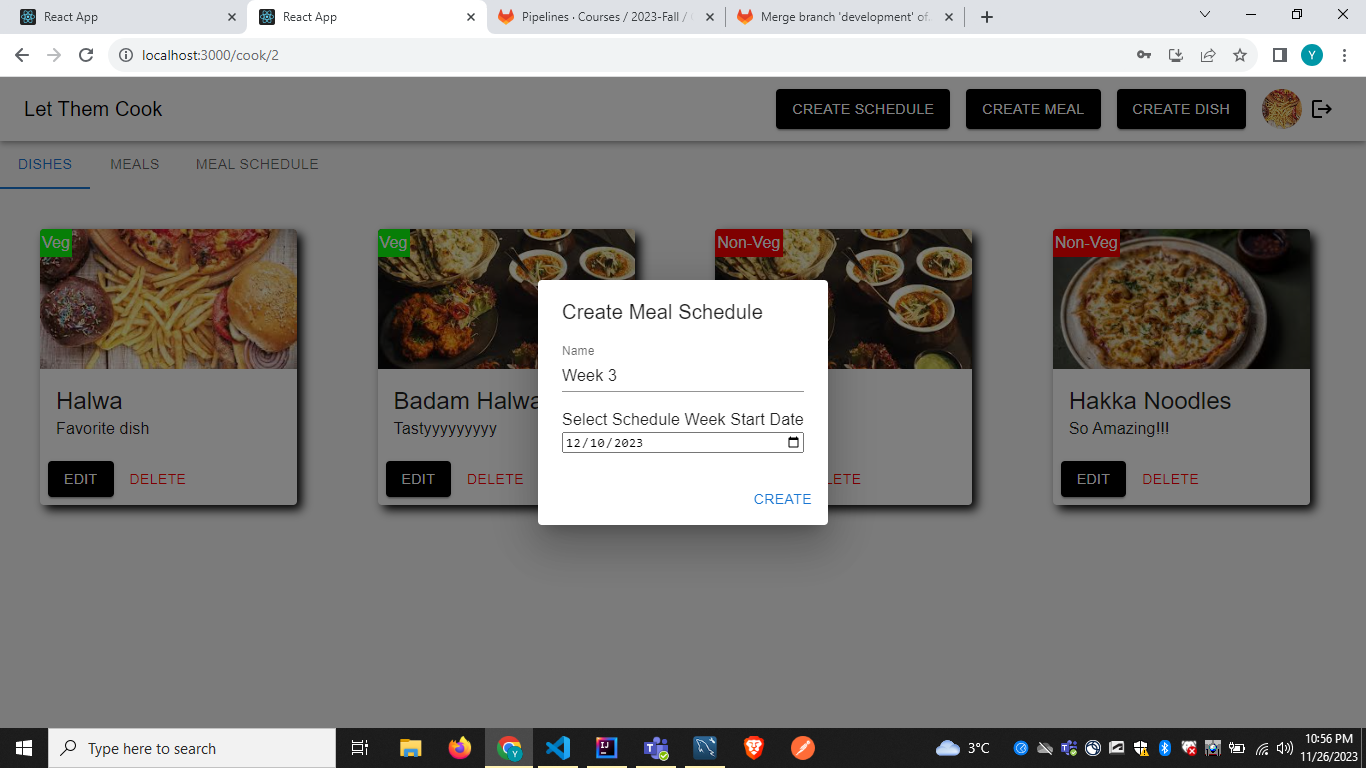 React App
React App
Pipelines · Courses / 2023-Fall /
Merge branch 'development' of
localhost:3000/cook/2
Y
Let Them Cook
CREATE SCHEDULE
CREATE MEAL
CREATE DISH
DISHES
MEALS
MEAL SCHEDULE
Veg
Veg
Non-Veg
Non-Veg
Create Meal Schedule
Name
Week 3
Select Schedule Week Start Date
12/10/2023
CREATE
Halwa
Favorite dish
EDIT
DELETE
Badam Halwa
Tastyyyyyyyyy
EDIT
DELETE
LETE
Hakka Noodles
So Amazing!!!
EDIT
DELETE
Type here to search
3°C
10:56 PM
11/26/2023